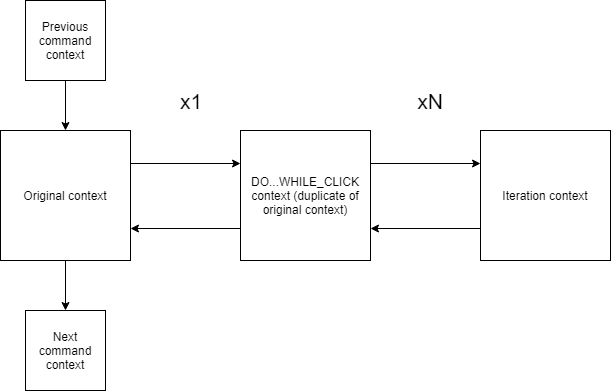 Previous
command
context
x1
xN
Original context
DO...WHILE_CLICK
context (duplicate of
original context)
Iteration context
Next
command
context